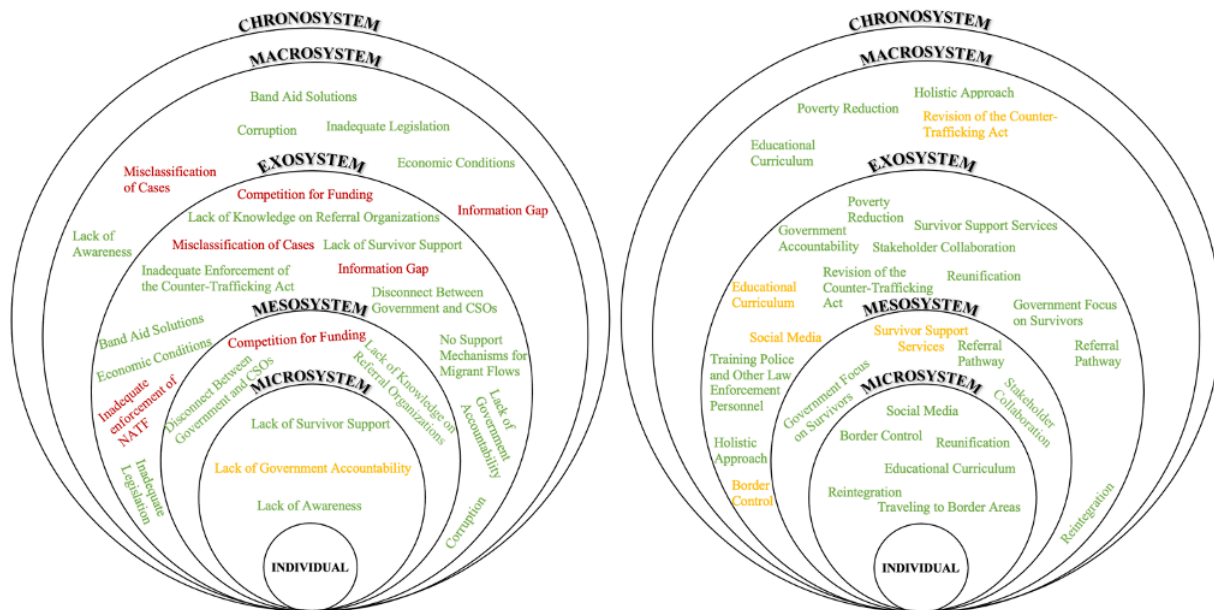 CHRONOSYSTEM
MACROSYSTEM
Band Aid Solutions
Corruption
Inadequate Legislation
EXOSYSTEM
Economic Conditions
Misclassification
of Cases
Competition for Funding
Information Gap
Lack of Knowledge on Referral Organizations
Lack of
Awareness
Misclassification of Cases
Lack of Survivor Support
Inadequate Enforcement of
the Counter-Trafficking Act
Information Gap
Disconnect Between
Government and CSOs
MESOSYSTEM
Band Aid Solutions
Economic Conditions
Competition for Funding
No Support
Mechanisms for
Migrant Flows
Disconnect Between
Government and CSOs
Lack of Knowledge on
Referral Organizations
Inadequate
enforcement of
NATF
MICROSYSTEM
Lack of
Government
Accountability
Lack of Survivor Support
Lack of Government Accountability
Inadequate
Legislation
Lack of Awareness
Corruption
INDIVIDUAL
CHRONOSYSTEM
MACROSYSTEM
Holistic Approach
Poverty Reduction
Revision of the Counter-
Trafficking Act
Educational
Curriculum
EXOSYSTEM
Poverty
Reduction
Government
Accountability
Survivor Support Services
Stakeholder Collaboration
Educational
Curriculum
Revision of the
Counter-Trafficking
Act
Reunification
MESOSYSTEM
Government Focus
on Survivors
Social Media
Survivor Support
Services
Referral
Pathway
Referral
Pathway
Training Police
and Other Law
Enforcement
Personnel
Government Focus
on Survivors
MICROSYSTEM
Stakeholder
Collaboration
Social Media
Holistic
Approach
Border Control
Reunification
Educational Curriculum
Border
Control
Reintegration
Traveling to Border Areas
Reintegration
INDIVIDUAL